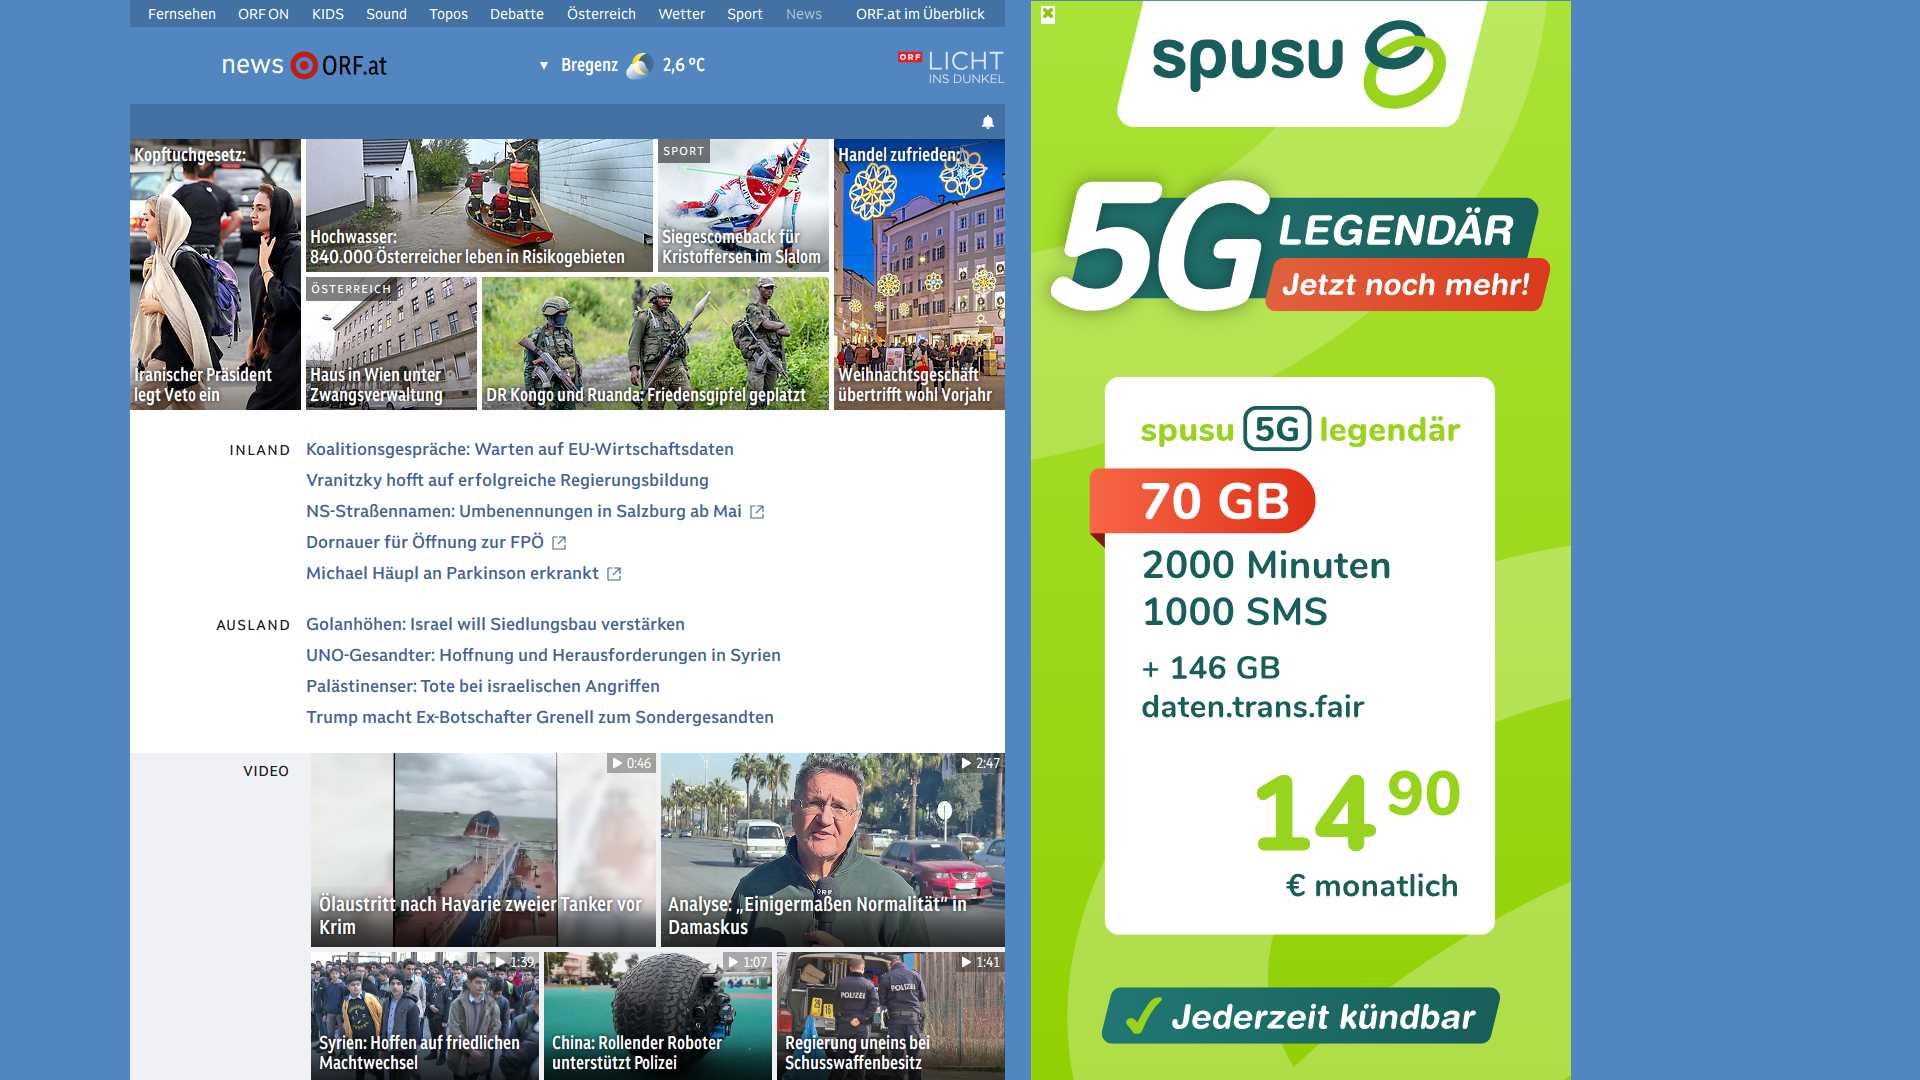 Fernsehen ORF ON KIDS Sound Topos Debatte Österreich Wetter Sport News ORF.at im Überblick
news ORF.at
Bregenz 2,6 °C
ORF LICHT
INS DUNKEL
Kopftuchgesetz:
Iranischer Präsident
legt Veto ein
Hochwasser:
840.000 Österreicher leben in Risikogebieten
SPORT
Siegescomeback für
Kristoffersen im Slalom
Handel zufrieden:
Weihnachtsgeschäft
übertrifft wohl Vorjahr
ÖSTERREICH
Haus in Wien unter
Zwangsverwaltung
DR Kongo und Ruanda: Friedensgipfel geplatzt
INLAND
Koalitionsgespräche: Warten auf EU-Wirtschaftsdaten
Vranitzky hofft auf erfolgreiche Regierungsbildung
NS-Straßennamen: Umbenennungen in Salzburg ab Mai
Dornauer für Öffnung zur FPÖ
Michael Häupl an Parkinson erkrankt
AUSLAND
Golanhöhen: Israel will Siedlungsbau verstärken
UNO-Gesandter: Hoffnung und Herausforderungen in Syrien
Palästinenser: Tote bei israelischen Angriffen
Trump macht Ex-Botschafter Grenell zum Sondergesandten
VIDEO
0:46
Ölaustritt nach Havarie zweier Tanker vor
Krim
2:47
ORF
Analyse: „Einigermaßen Normalität“ in
Damaskus
1:39
Syrien: Hoffen auf friedlichen
Machtwechsel
1:07
China: Rollender Roboter
unterstützt Polizei
1:41
POLIZEI
POLIZEI
Regierung uneins bei
Schusswaffenbesitz
spusu
5G LEGENDÄR
Jetzt noch mehr!
spusu 5G legendär
70 GB
2000 Minuten
1000 SMS
+ 146 GB
daten.trans.fair
14 90
€ monatlich
Jederzeit kündbar